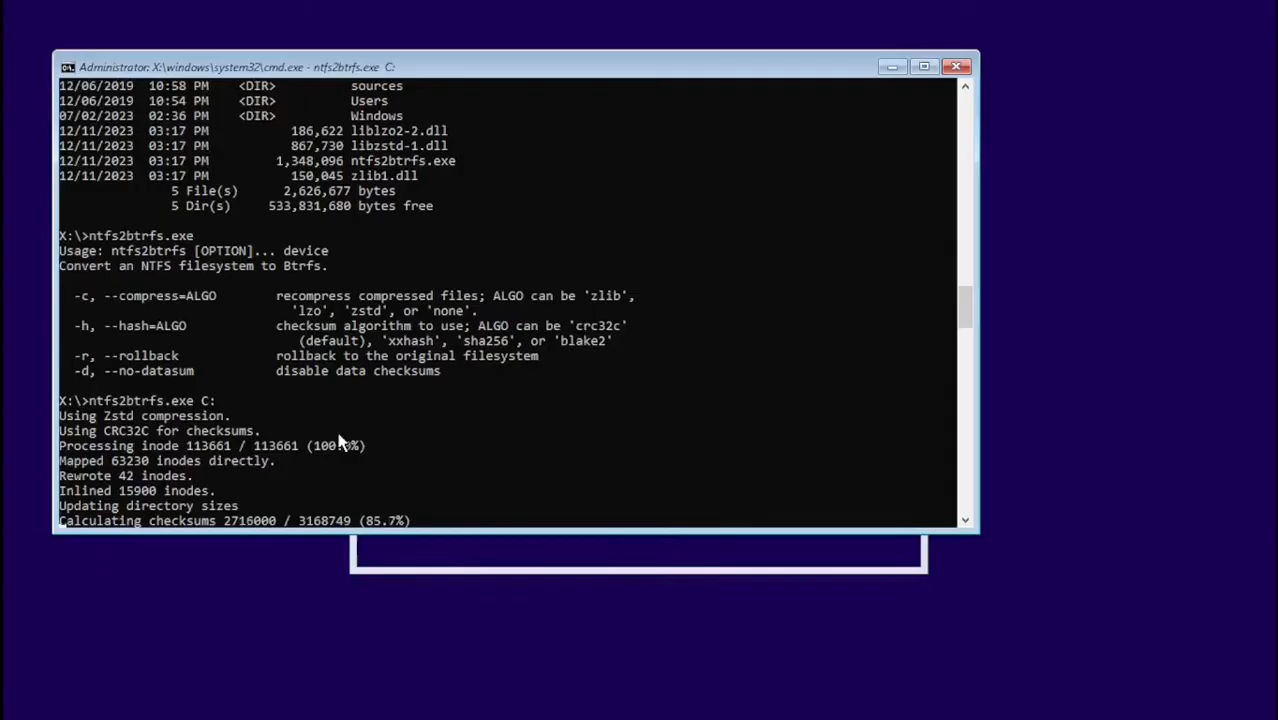 Administrator: X:\windows\system32\cmd.exe - ntfs2btrfs.exe C:
12/06/2019 10:58 PM <DIR> sources
12/06/2019 10:54 PM <DIR> Users
07/02/2023 02:36 PM <DIR> Windows
12/11/2023 03:17 PM 186,622 liblzo2-2.dll
12/11/2023 03:17 PM 867,730 libzstd-1.dll
12/11/2023 03:17 PM 1,348,096 ntfs2btrfs.exe
12/11/2023 03:17 PM 150,045 zlib1.dll
5 File(s) 2,626,677 bytes
5 Dir(s) 533,831,680 bytes free
X:\>ntfs2btrfs.exe
Usage: ntfs2btrfs [OPTION]... device
Convert an NTFS filesystem to Btrfs.
-c, --compress=ALGO recompress compressed files; ALGO can be 'zlib',
'lzo', 'zstd', or 'none'.
-h, --hash=ALGO checksum algorithm to use; ALGO can be 'crc32c'
(default), 'xxhash', 'sha256', or 'blake2'
-r, --rollback rollback to the original filesystem
-d, --no-datasum disable data checksums
X:\>ntfs2btrfs.exe C:
Using Zstd compression.
Using CRC32C for checksums.
Processing inode 113661 / 113661 (100.0%)
Mapped 63230 inodes directly.
Rewrote 42 inodes.
Inlined 15900 inodes.
Updating directory sizes
Calculating checksums 2716000 / 3168749 (85.7%)